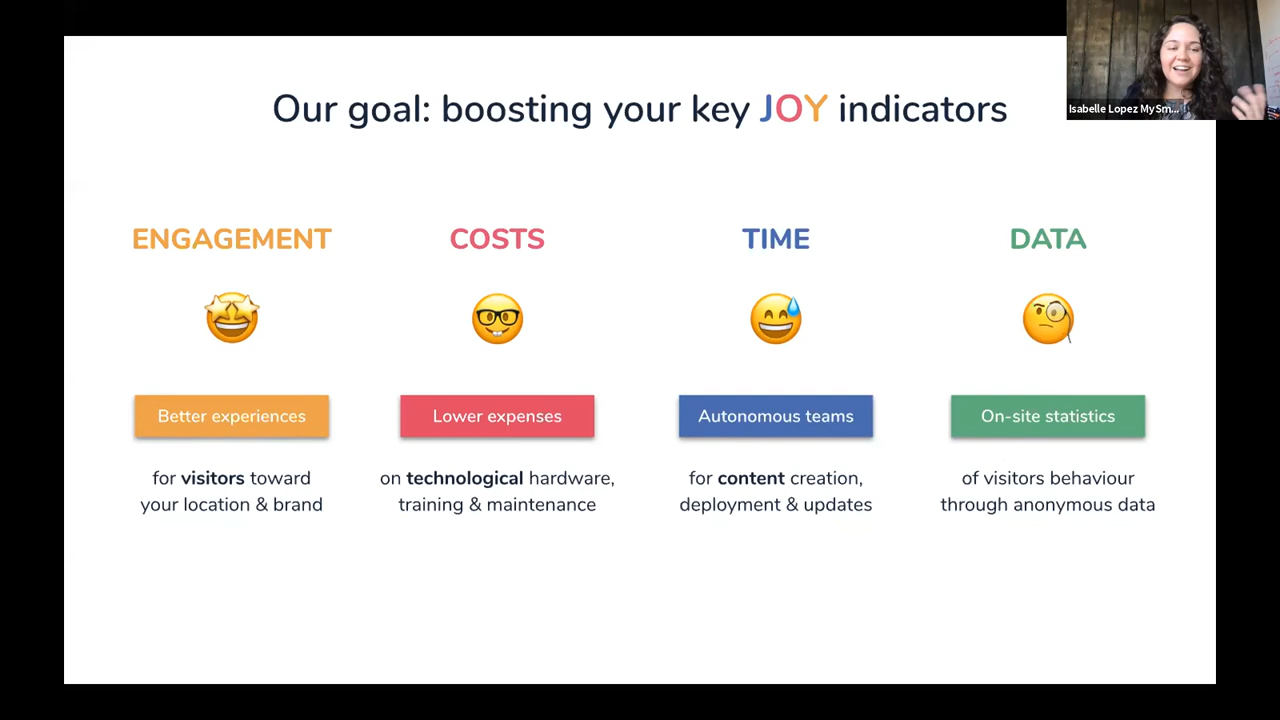 Our goal: boosting your key JOY indicators
Isabelle Lopez MySm...
ENGAGEMENT
COSTS
TIME
DATA
Better experiences
Lower expenses
Autonomous teams
On-site statistics
for visitors toward
your location & brand
on technological hardware,
training & maintenance
for content creation,
deployment & updates
of visitors behaviour
through anonymous data